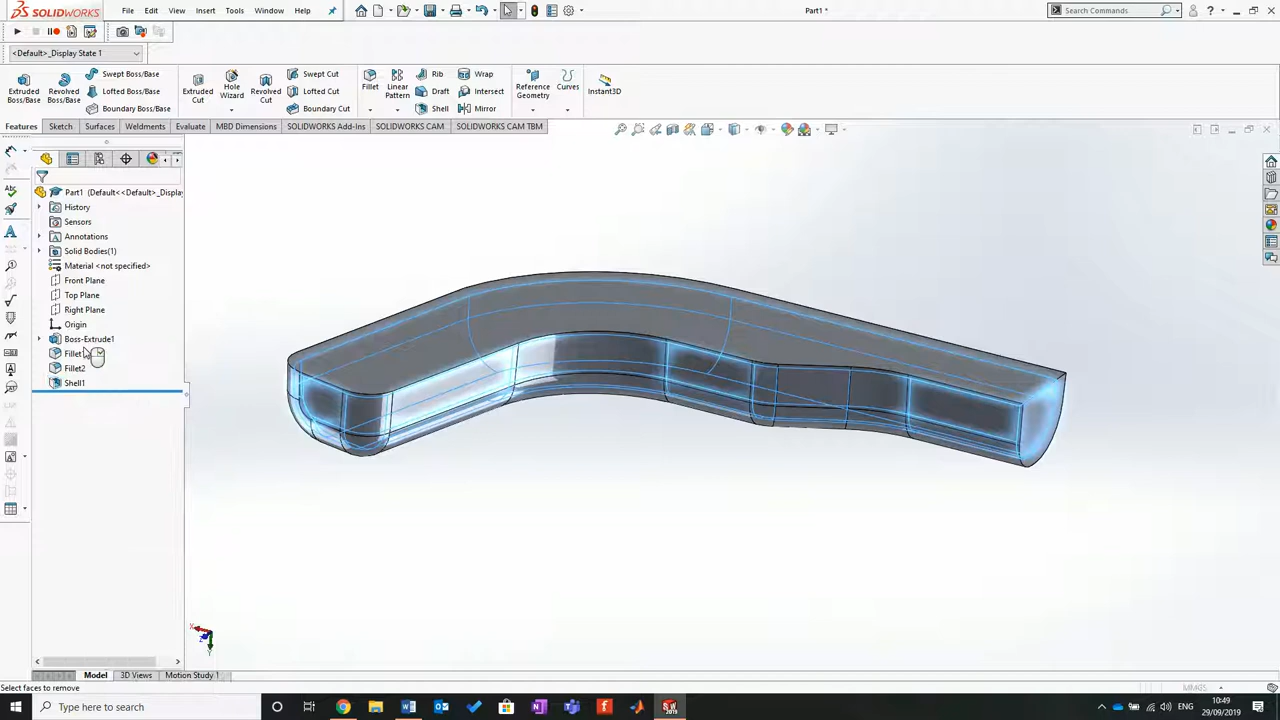 SOLIDWORKS File Edit View Insert Tools Window Help Part1 * Search Commands
<Default>_Display State 1
Extruded Boss/Base
Revolved Boss/Base
Swept Boss/Base
Lofted Boss/Base
Boundary Boss/Base
Extruded Cut
Hole Wizard
Revolved Cut
Swept Cut
Lofted Cut
Boundary Cut
Fillet
Linear Pattern
Rib
Draft
Shell
Wrap
Intersect
Mirror
Reference Geometry
Curves
Instant3D
Features Sketch Surfaces Weldments Evaluate MBD Dimensions SOLIDWORKS Add-Ins SOLIDWORKS CAM SOLIDWORKS CAM TBM
Part1 (Default<<Default>_Display
History
Sensors
Annotations
Solid Bodies(1)
Material <not specified>
Front Plane
Top Plane
Right Plane
Origin
Boss-Extrude1
Fillet
Fillet2
Shell1
Model 3D Views Motion Study 1
Select faces to remove MMGS
Type here to search
ENG
10:49
29/09/2019